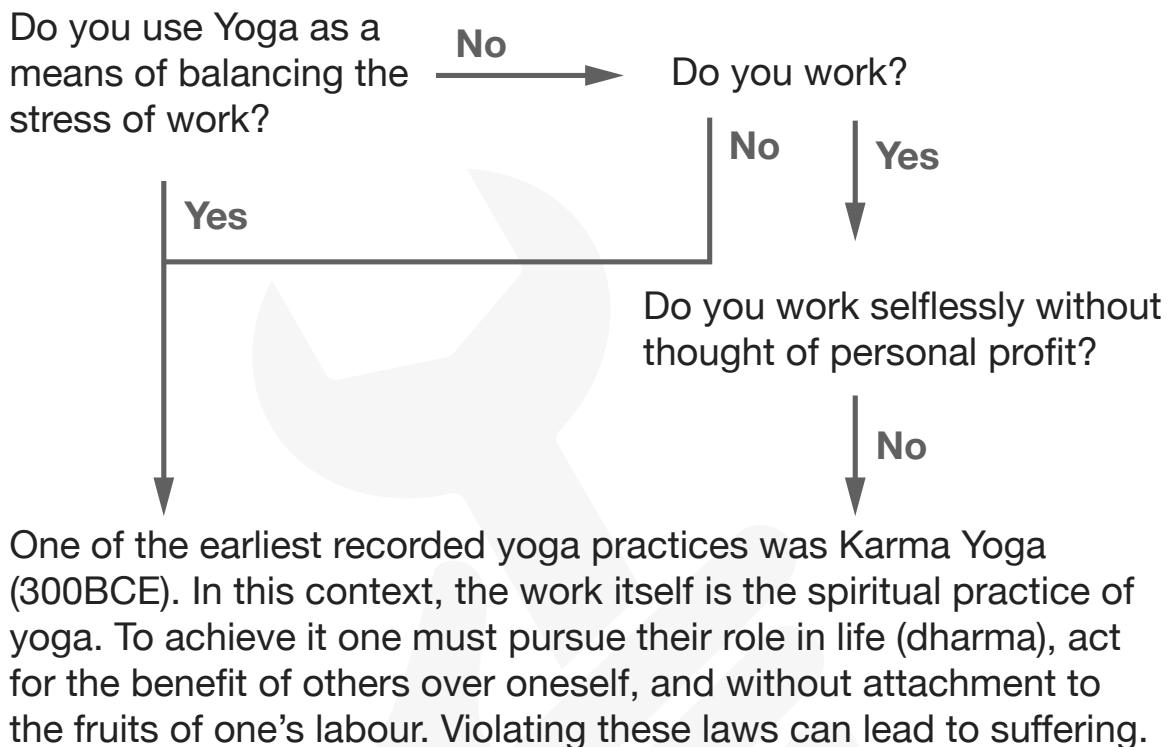 Do you use Yoga as a
means of balancing the
stress of work?
No
Do you work?
No
Yes
Yes
Do you work selflessly without
thought of personal profit?
No
One of the earliest recorded yoga practices was Karma Yoga
(300BCE). In this context, the work itself is the spiritual practice of
yoga. To achieve it one must pursue their role in life (dharma), act
for the benefit of others over oneself, and without attachment to
the fruits of one’s labour. Violating these laws can lead to suffering.